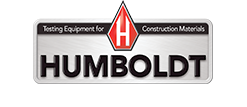 Testing Equipment for Construction Materials
H
HUMBOLDT